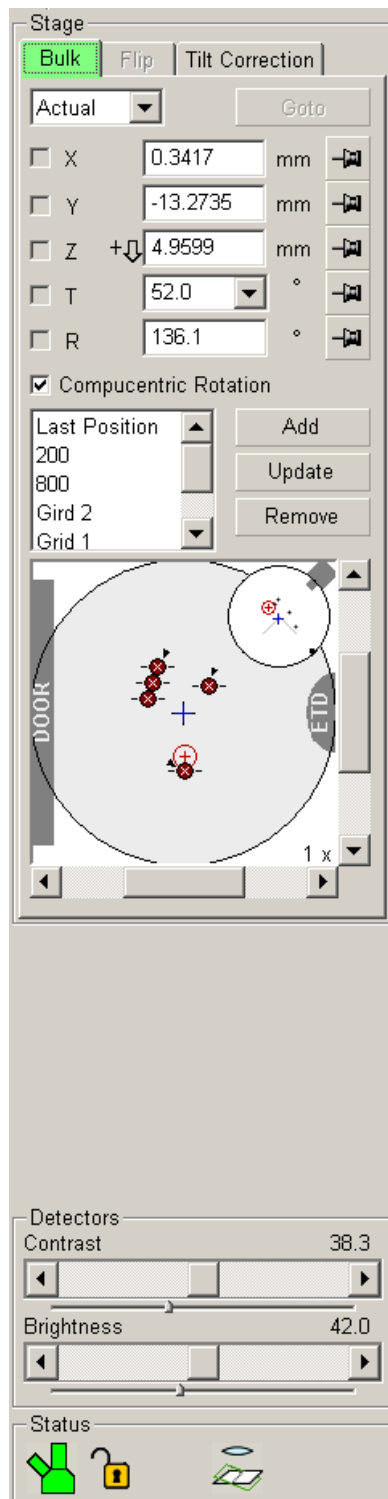 Stage
Bulk Flip Tilt Correction
Actual Goto
X 0.3417 mm
Y -13.2735 mm
Z + 4.9599 mm
T 52.0 °
R 136.1 °
Compucentric Rotation
Last Position Add
200
800 Update
Gird 2
Grid 1 Remove
DOOR
ETD
1 x
Detectors
Contrast 38.3
Brightness 42.0
Status